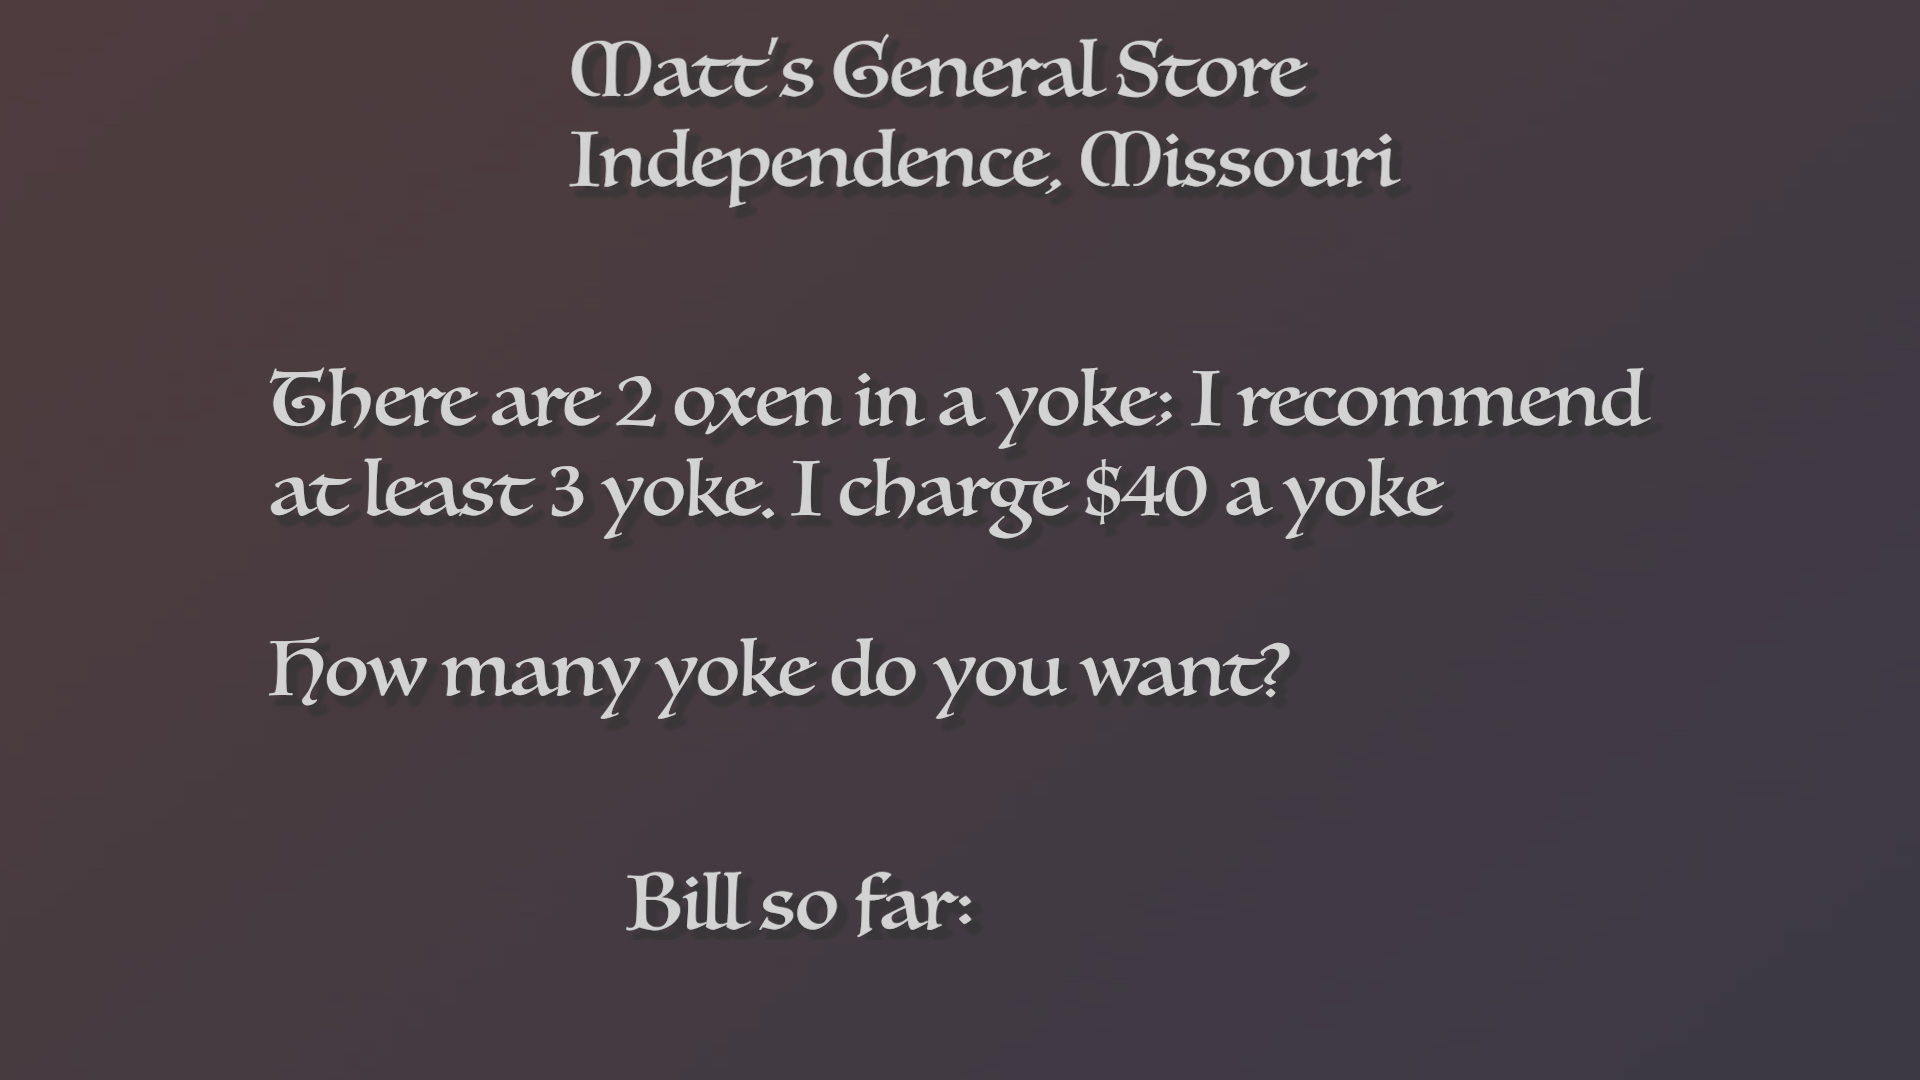 Matt's General Store
Independence, Missouri
There are 2 oxen in a yoke; I recommend
at least 3 yoke. I charge $40 a yoke
How many yoke do you want?
Bill so far: